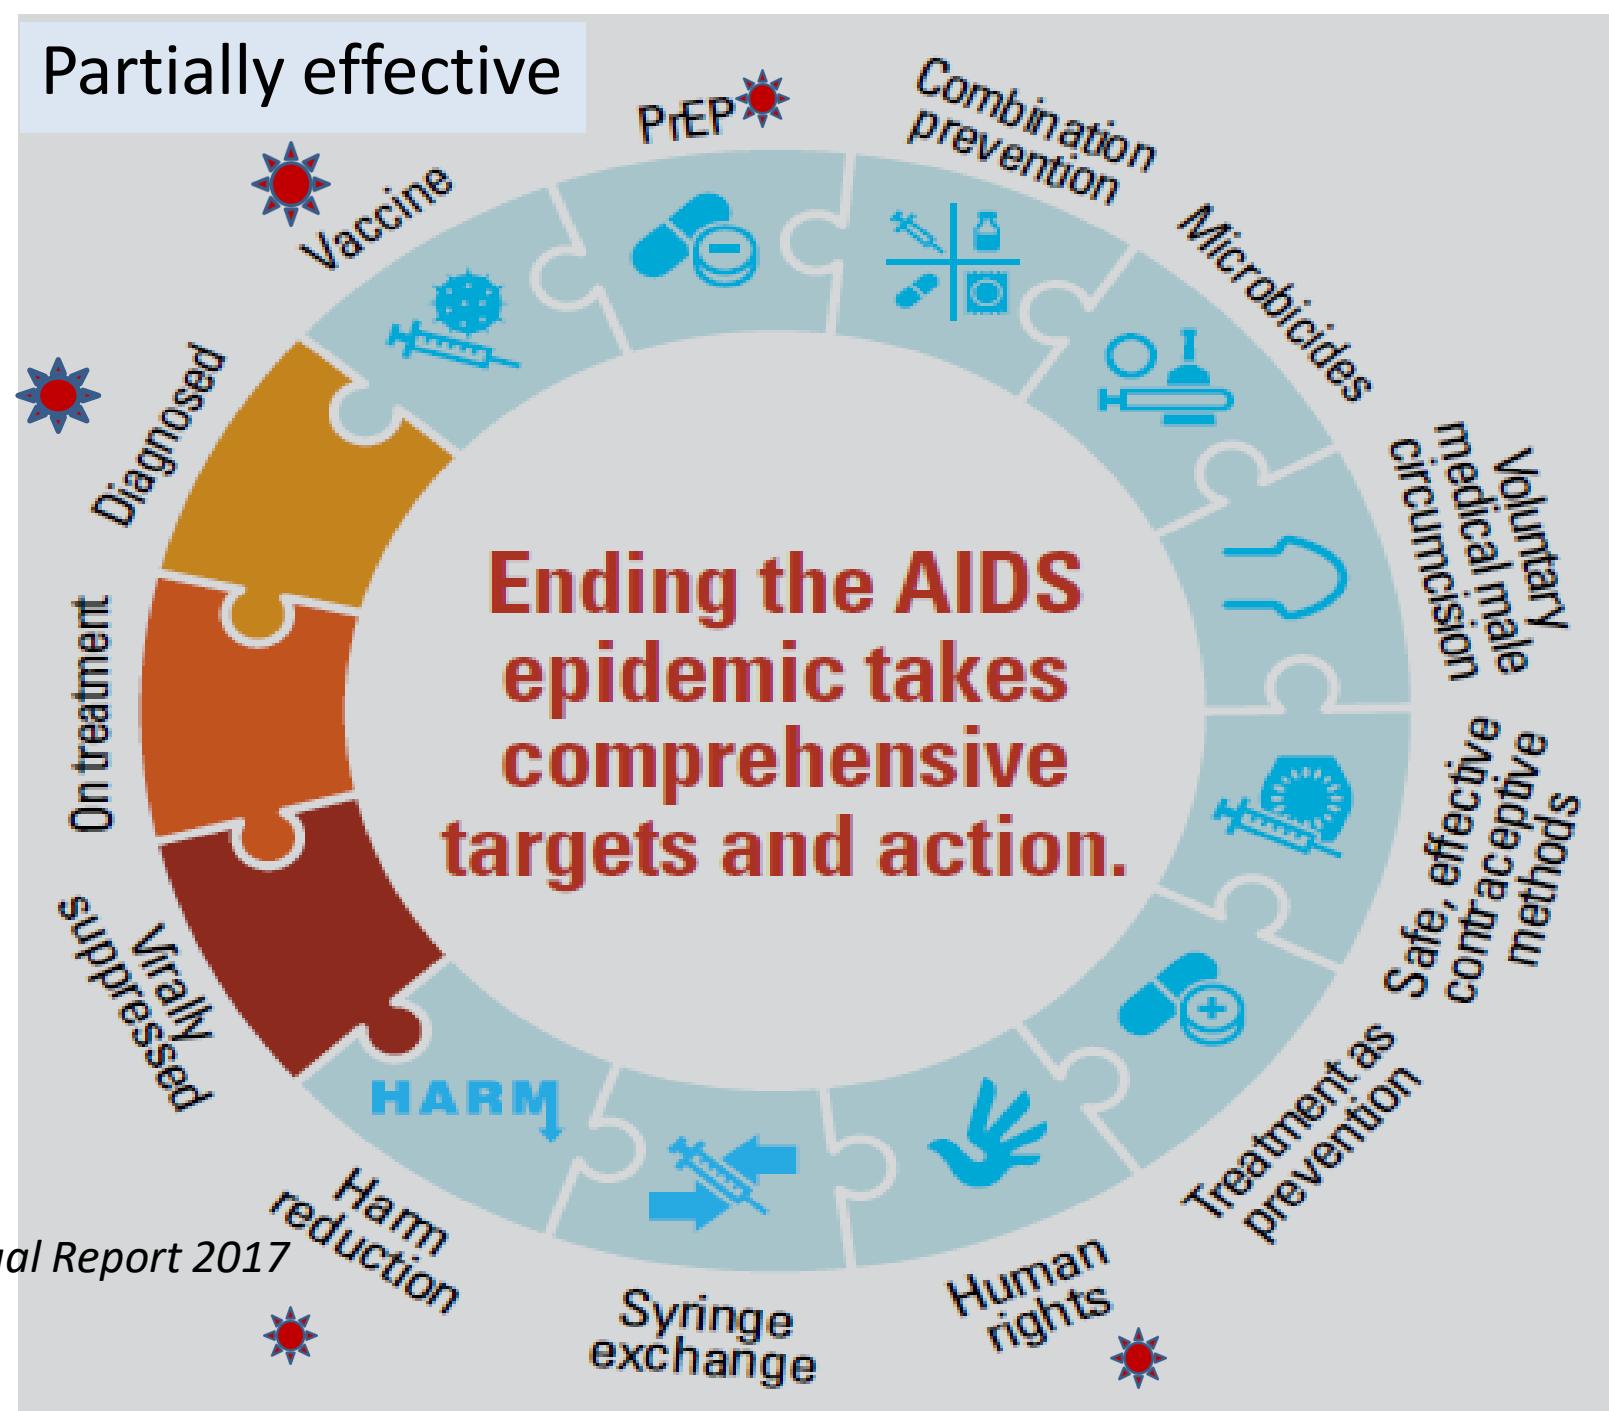 Partially effective
PrEP
Combination
prevention
Microbicides
Voluntary
medical male
circumcision
Safe, effective
contraceptive
methods
Treatment as
prevention
Human
rights
Syringe
exchange
Harm
reduction
HARM
Virally
suppressed
On treatment
Diagnosed
Vaccine
Ending the AIDS
epidemic takes
comprehensive
targets and action.
Report 2017